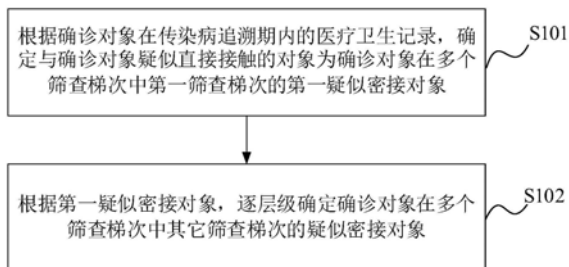 根据确诊对象在传染病追溯期内的医疗卫生记录，确
定与确诊对象疑似直接接触的对象为确诊对象在多个
筛查梯次中第一筛查梯次的第一疑似密接对象
S101
根据第一疑似密接对象，逐层级确定确诊对象在多个
筛查梯次中其它筛查梯次的疑似密接对象
S102